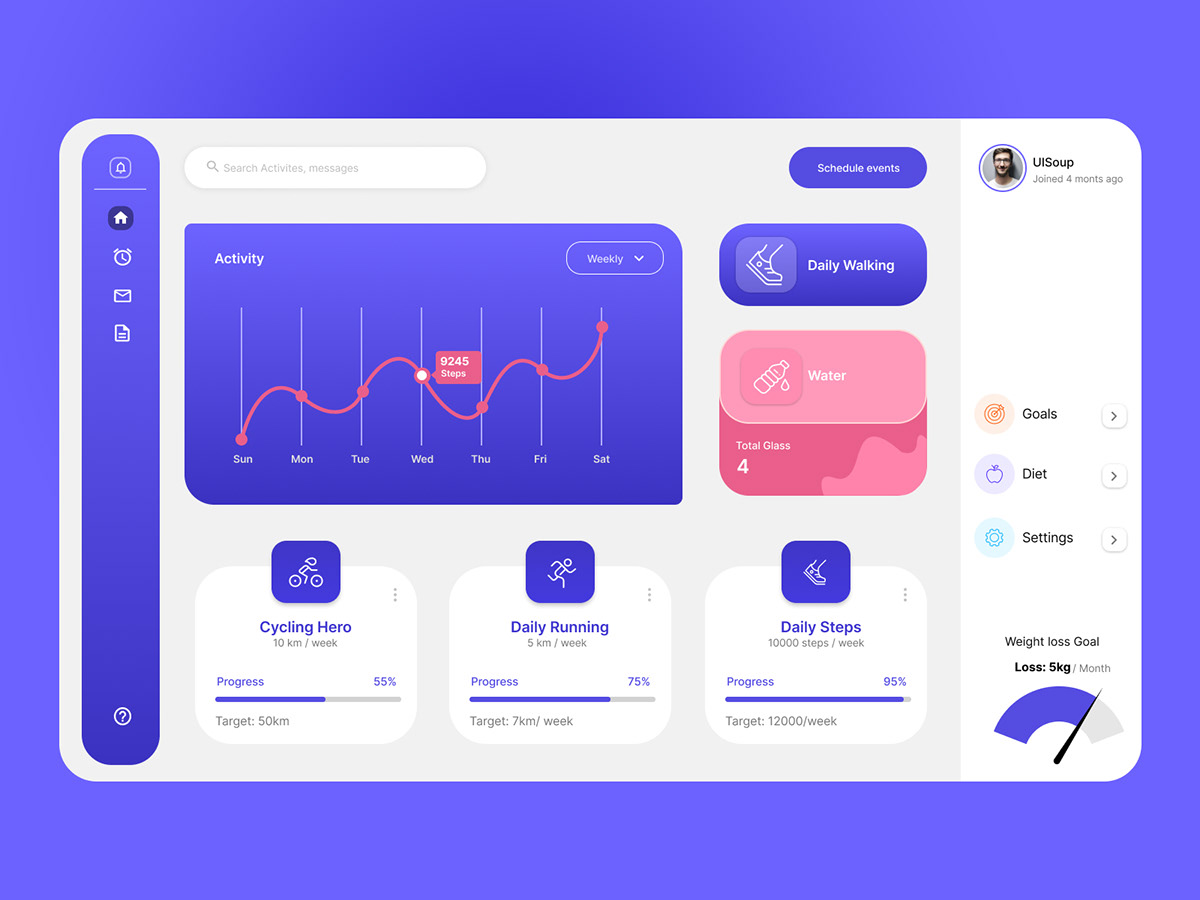 Search Activites, messages
Schedule events
UISoup
Joined 4 monts ago
Activity
Weekly
9245
Steps
Sun Mon Tue Wed Thu Fri Sat
Daily Walking
Water
Total Glass
4
Goals
Diet
Settings
Cycling Hero
10 km / week
Progress 55%
Target: 50km
Daily Running
5 km / week
Progress 75%
Target: 7km/ week
Daily Steps
10000 steps / week
Progress 95%
Target: 12000/week
Weight loss Goal
Loss: 5kg / Month